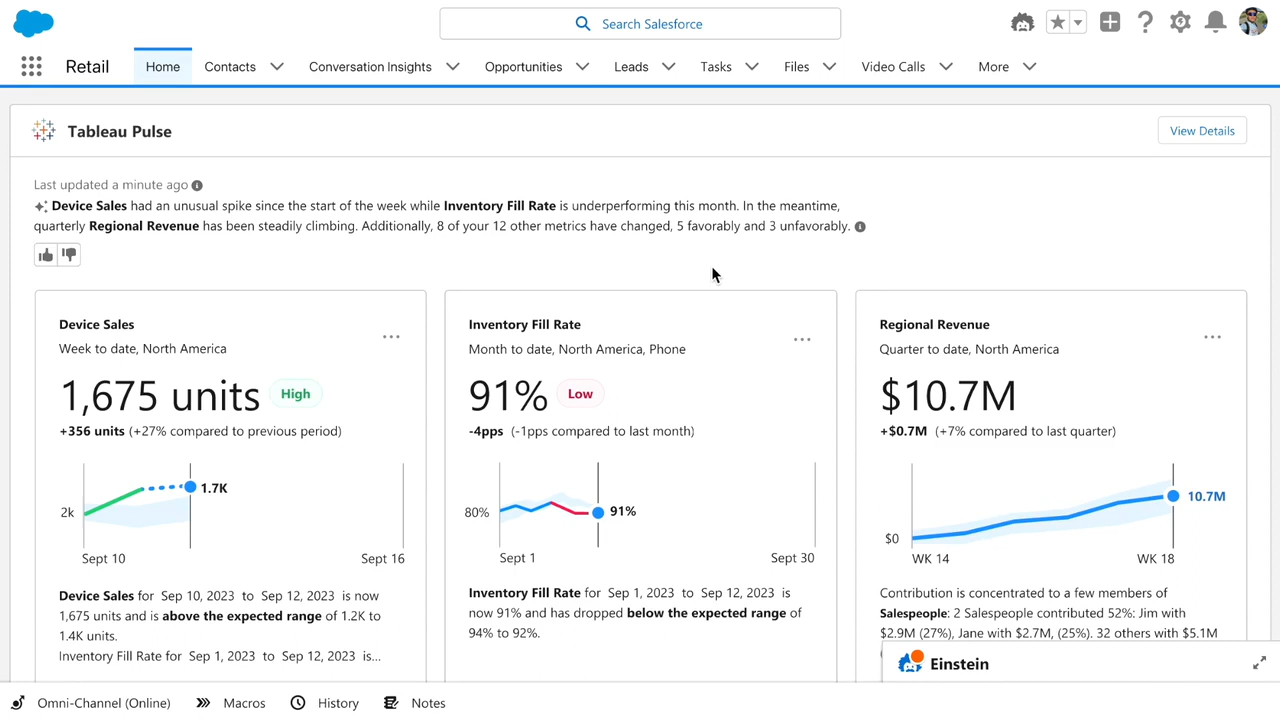 Search Salesforce
Retail
Home
Contacts
Conversation Insights
Opportunities
Leads
Tasks
Files
Video Calls
More
Tableau Pulse
View Details
Last updated a minute ago
Device Sales had an unusual spike since the start of the week while Inventory Fill Rate is underperforming this month. In the meantime,
quarterly Regional Revenue has been steadily climbing. Additionally, 8 of your 12 other metrics have changed, 5 favorably and 3 unfavorably.
Device Sales
Week to date, North America
1,675 units High
+356 units (+27% compared to previous period)
1.7K
2k
Sept 10 Sept 16
Device Sales for Sep 10, 2023 to Sep 12, 2023 is now
1,675 units and is above the expected range of 1.2K to
1.4K units.
Inventory Fill Rate for Sep 1, 2023 to Sep 12, 2023 is...
Inventory Fill Rate
Month to date, North America, Phone
91% Low
-4pps (-1pps compared to last month)
80% 91%
Sept 1 Sept 30
Inventory Fill Rate for Sep 1, 2023 to Sep 12, 2023 is
now 91% and has dropped below the expected range of
94% to 92%.
Regional Revenue
Quarter to date, North America
$10.7M
+$0.7M (+7% compared to last quarter)
10.7M
$0
WK 14 WK 18
Contribution is concentrated to a few members of
Salespeople: 2 Salespeople contributed 52%: Jim with
$2.9M (27%), Jane with $2.7M, (25%). 32 others with $5.1M
Einstein
Omni-Channel (Online)
Macros
History
Notes